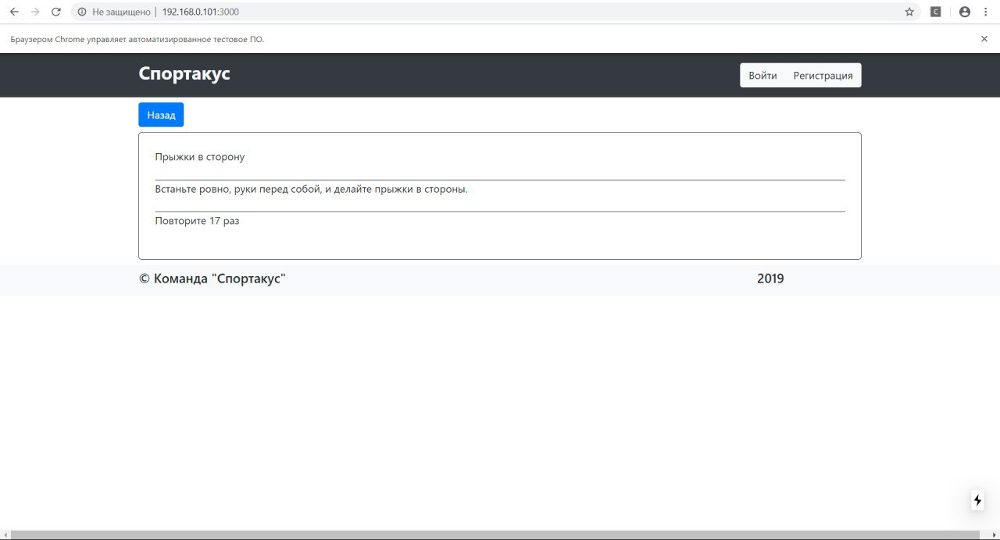 Не защищено | 192.168.0.101:3000
C
Браузером Chrome управляет автоматизированное тестовое ПО.
Спортакус
Войти Регистрация
Назад
Прыжки в сторону
Встаньте ровно, руки перед собой, и делайте прыжки в стороны.
Повторите 17 раз
© Команда "Спортакус" 2019